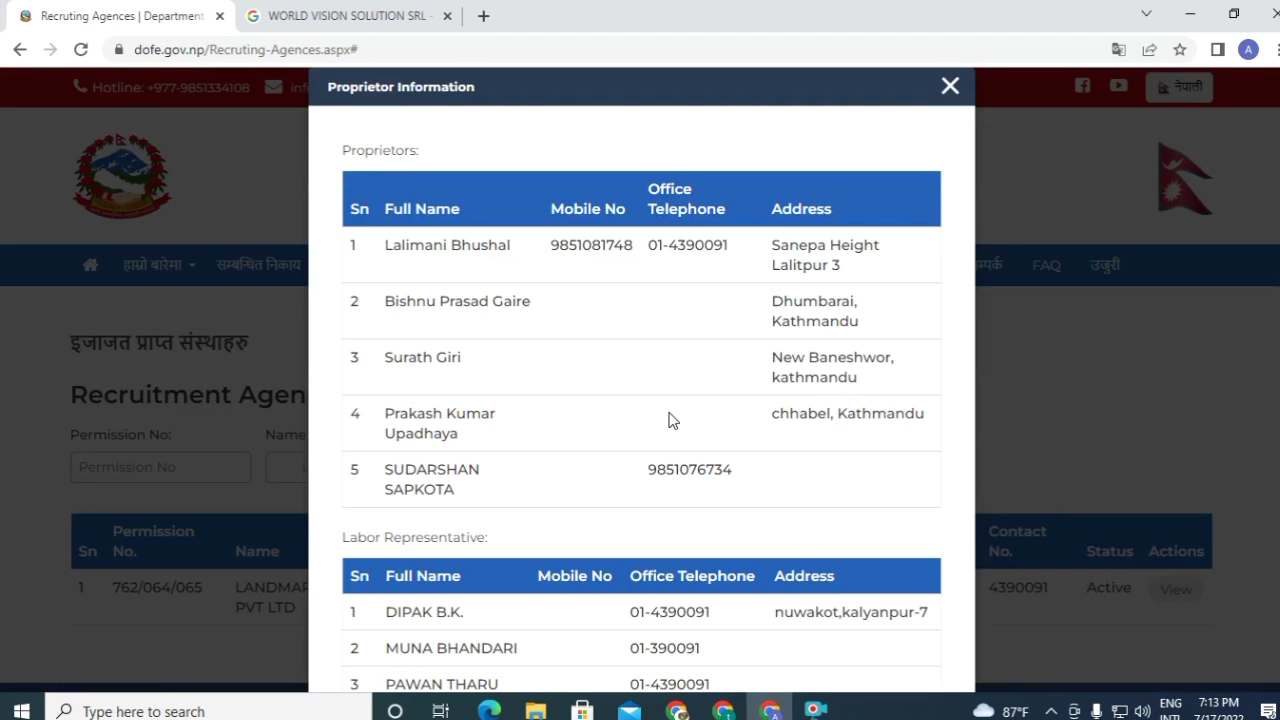 Recruting Agences | Department
WORLD VISION SOLUTION SRL -
dofe.gov.np/Recruting-Agences.aspx#
A
Hotline: +977-9851334108
नेपाली
Proprietor Information
हाम्रो बारेमा
सम्बन्धित निकाय
FAQ
उजुरी
इजाजत प्राप्त संस्थाहरु
Recruitment Agen
Permission No:
Name
Permission No
Sn Permission No. Name Contact No. Status Actions
1 762/064/065 LANDMAR 4390091 Active View
PVT LTD
Proprietors:
Sn Full Name Mobile No Office Telephone Address
1 Lalimani Bhushal 9851081748 01-4390091 Sanepa Height
Lalitpur 3
2 Bishnu Prasad Gaire Dhumbarai,
Kathmandu
3 Surath Giri New Baneshwor,
kathmandu
4 Prakash Kumar chhabel, Kathmandu
Upadhaya
5 SUDARSHAN 9851076734
SAPKOTA
Labor Representative:
Sn Full Name Mobile No Office Telephone Address
1 DIPAK B.K. 01-4390091 nuwakot,kalyanpur-7
2 MUNA BHANDARI 01-390091
3 PAWAN THARU 01-4390091
Type here to search
87°F
ENG
7:13 PM